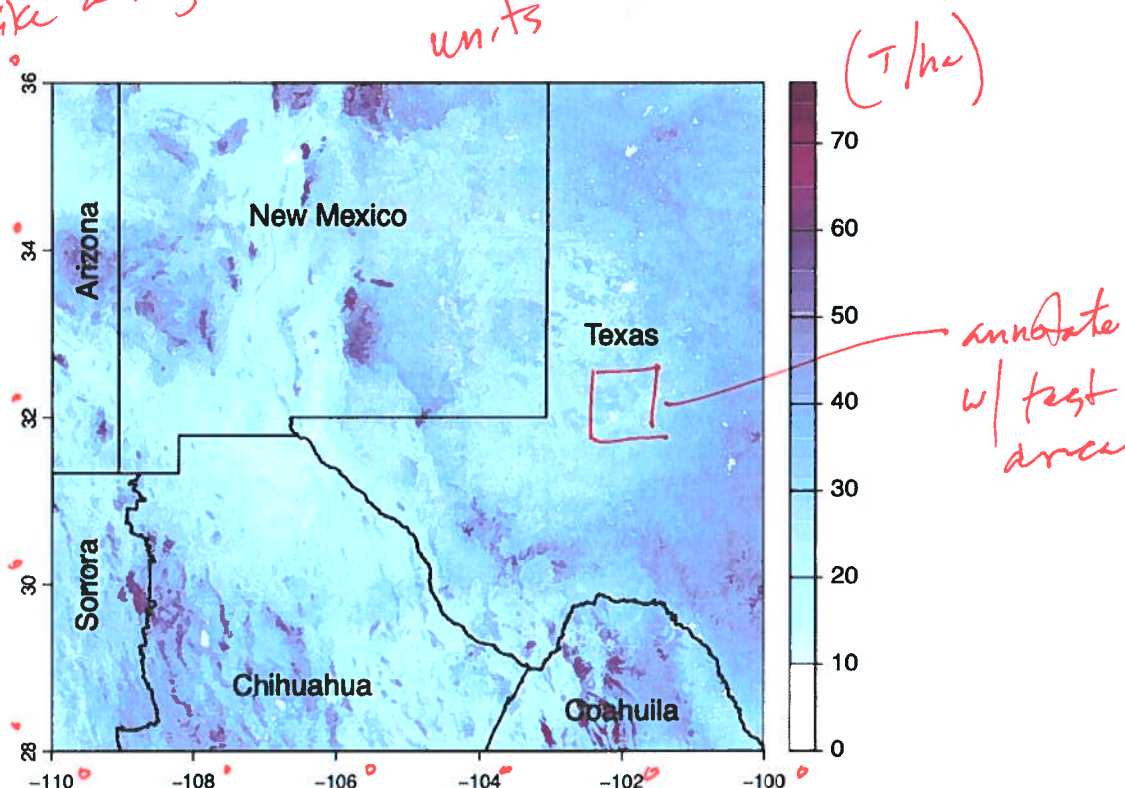 units
(T/ha)
36
70
New Mexico
60
Arizona
34
50
Texas
annotate
w/ test
area
40
32
30
Sonora
30
20
10
Chihuahua
Coahuila
28
0
-110
-108
-106
-104
-102
-100